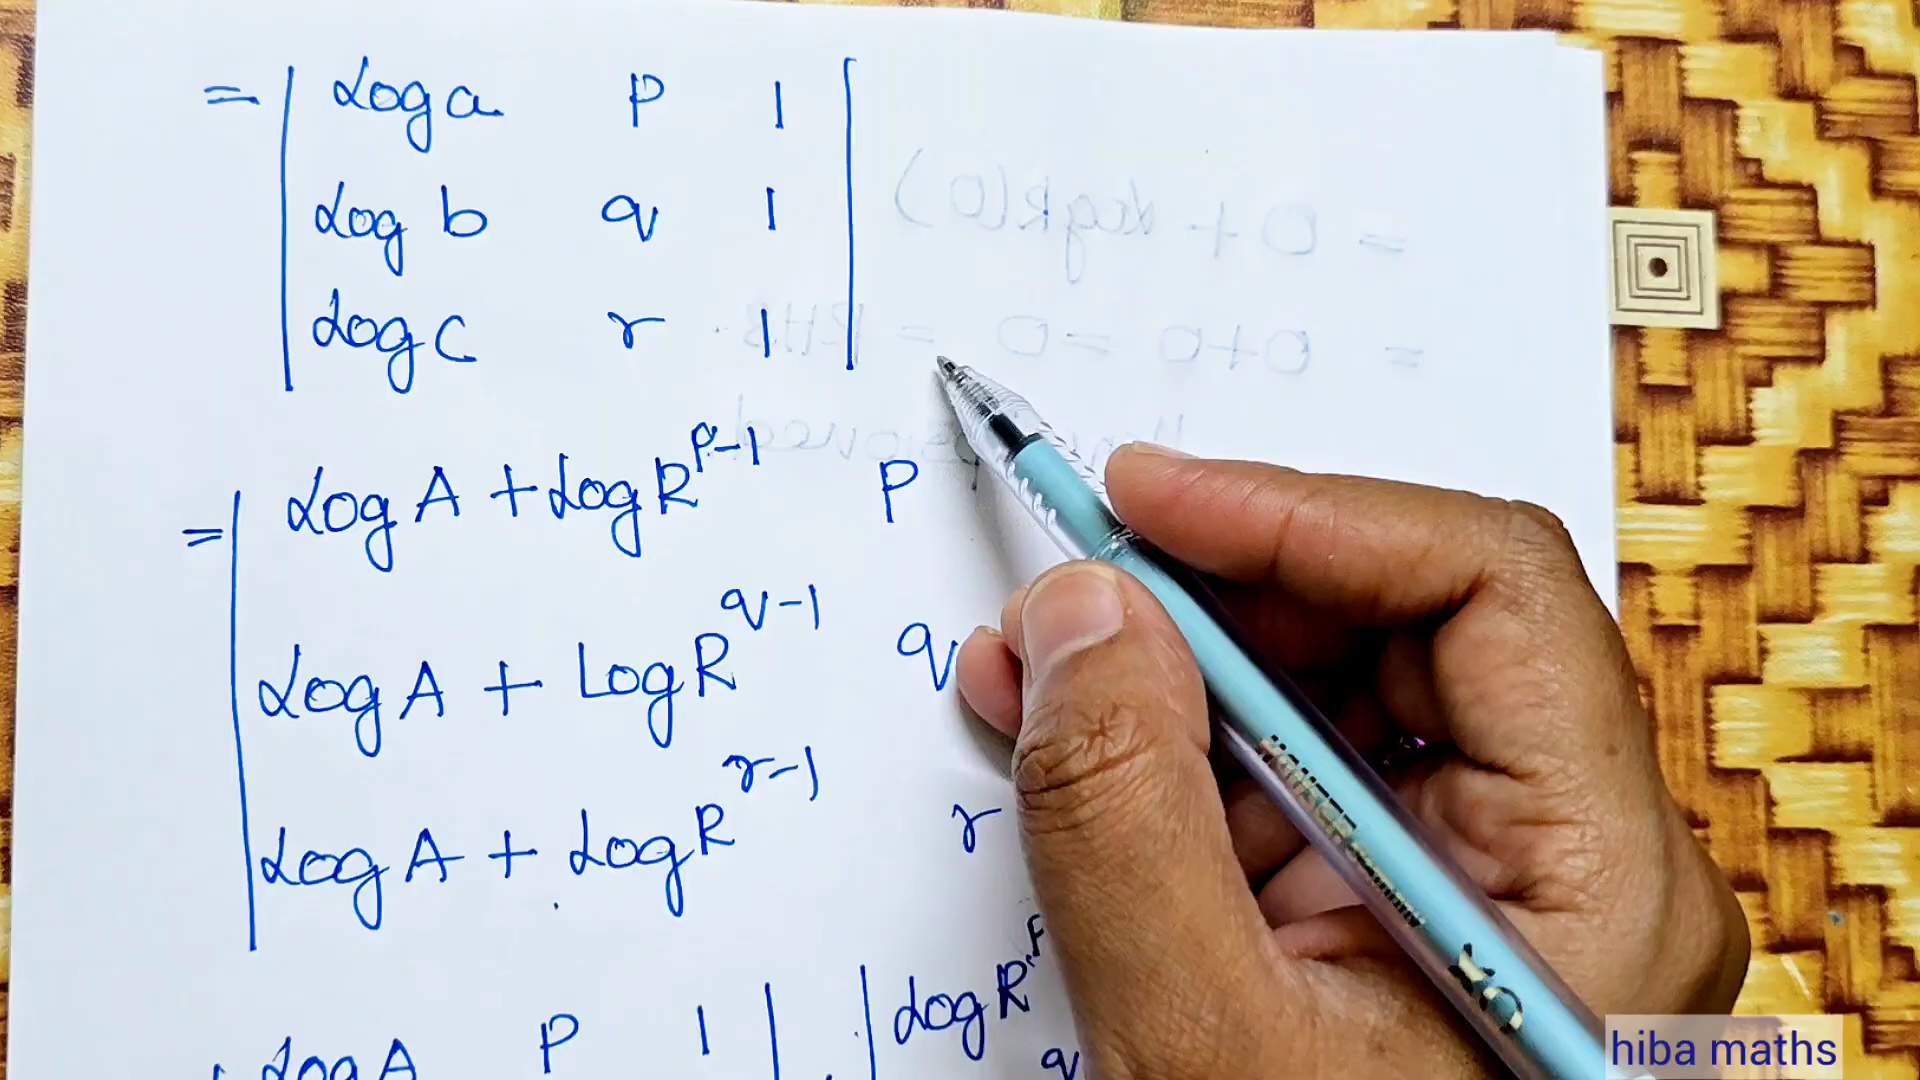 = | Log a p 1 |
| Log b q 1 |
| Log c r 1 |
= | Log A + Log R^p-1 p
| Log A + Log R^q-1 q
| Log A + Log R^r-1 r
Log A p 1 | | Log R^p
q
hiba maths